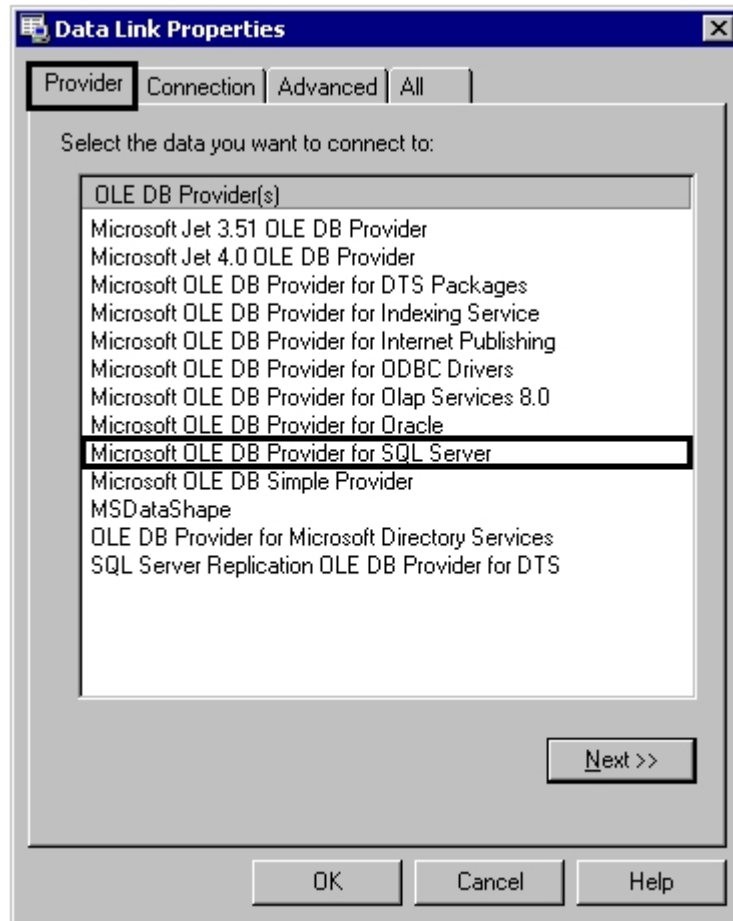 Data Link Properties
Provider Connection Advanced All
Select the data you want to connect to:
OLE DB Provider(s)
Microsoft Jet 3.51 OLE DB Provider
Microsoft Jet 4.0 OLE DB Provider
Microsoft OLE DB Provider for DTS Packages
Microsoft OLE DB Provider for Indexing Service
Microsoft OLE DB Provider for Internet Publishing
Microsoft OLE DB Provider for ODBC Drivers
Microsoft OLE DB Provider for Olap Services 8.0
Microsoft OLE DB Provider for Oracle
Microsoft OLE DB Provider for SQL Server
Microsoft OLE DB Simple Provider
MSDataShape
OLE DB Provider for Microsoft Directory Services
SQL Server Replication OLE DB Provider for DTS
Next >>
OK Cancel Help